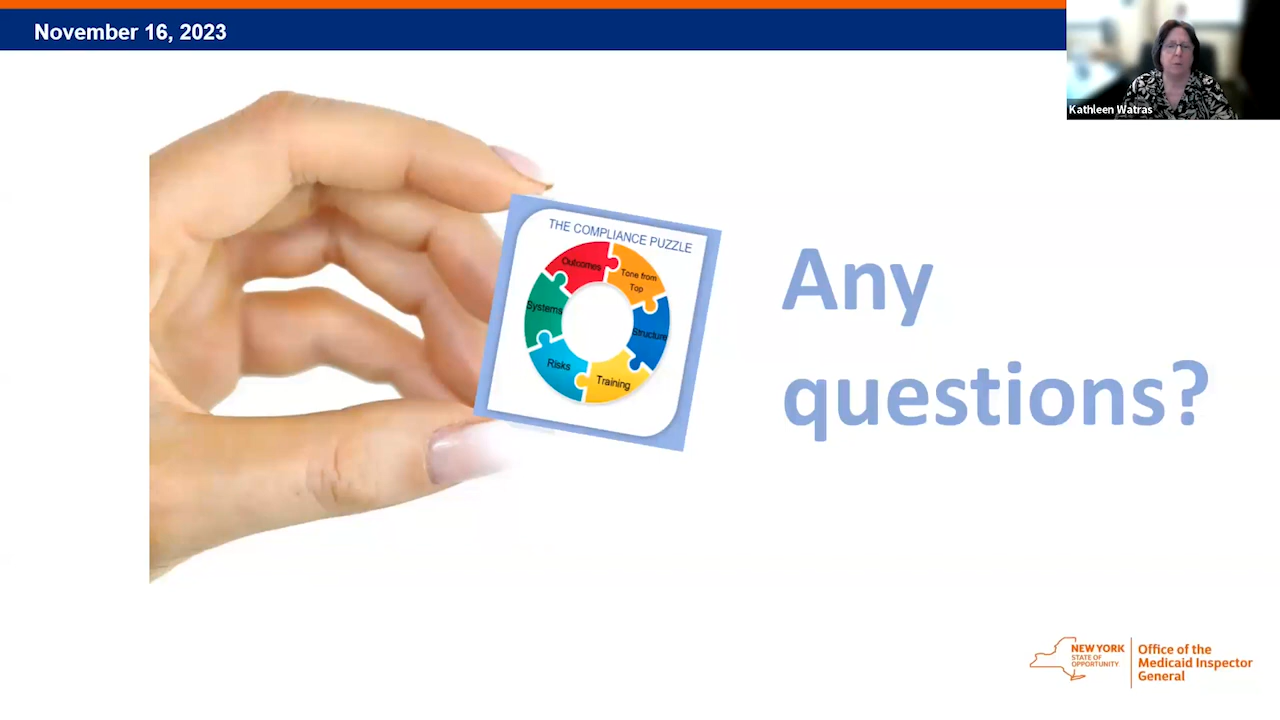 November 16, 2023
Kathleen Watras
THE COMPLIANCE PUZZLE
Outcomes
Tone from
Top
Systems
Structure
Risks
Training
Any
questions?
NEW YORK
STATE OF
OPPORTUNITY.
Office of the
Medicaid Inspector
General